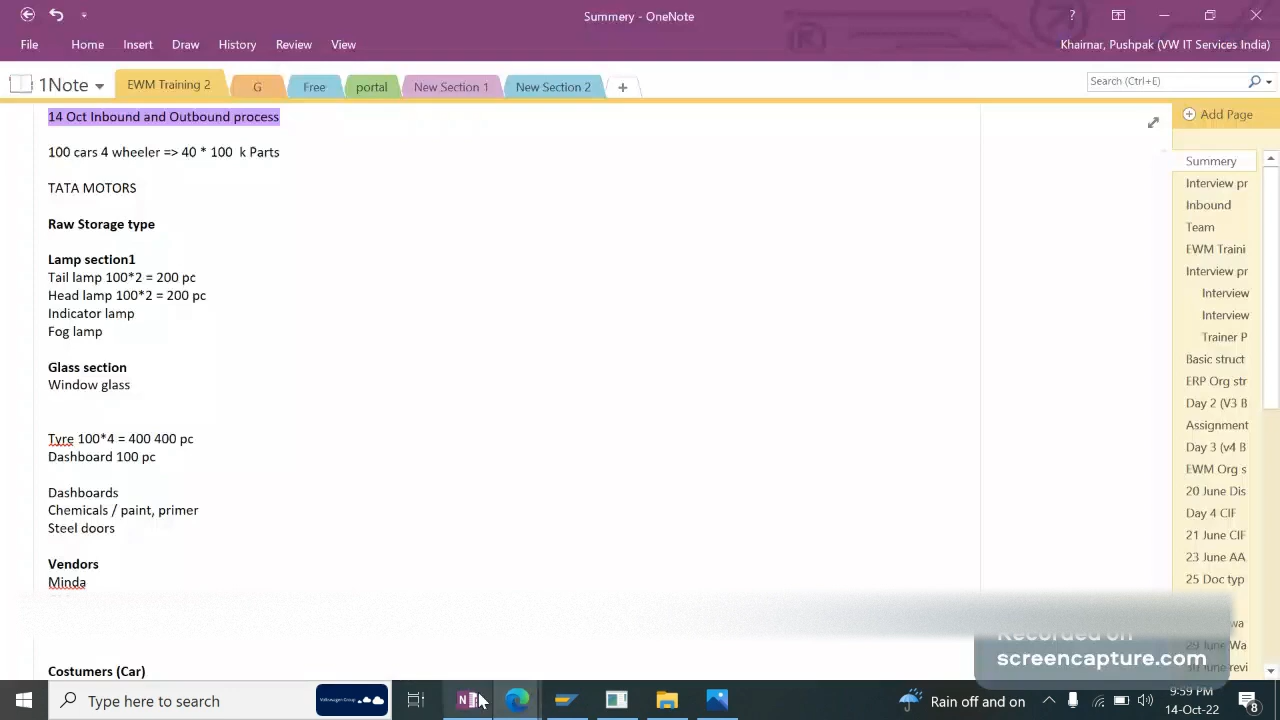 Summery - OneNote
?
File Home Insert Draw History Review View
Khairnar, Pushpak (VW IT Services India)
1Note
EWM Training 2 G Free portal New Section 1 New Section 2 +
Search (Ctrl+E)
14 Oct Inbound and Outbound process
100 cars 4 wheeler => 40 * 100 k Parts
TATA MOTORS
Raw Storage type
Lamp section1
Tail lamp 100*2 = 200 pc
Head lamp 100*2 = 200 pc
Indicator lamp
Fog lamp
Glass section
Window glass
Tyre 100*4 = 400 400 pc
Dashboard 100 pc
Dashboards
Chemicals / paint, primer
Steel doors
Vendors
Minda
Costumers (Car)
Add Page
Summery
Interview pr
Inbound
Team
EWM Traini
Interview pr
Interview
Interview
Trainer P
Basic struct
ERP Org str
Day 2 (V3 B
Assignment
Day 3 (v4 B
EWM Org s
20 June Dis
Day 4 CIF
21 June CIF
23 June AA
25 Doc typ
Recorded on
screencapture.com
Type here to search
Volkswagen Group
Rain off and on
9:59 PM
14-Oct-22
8